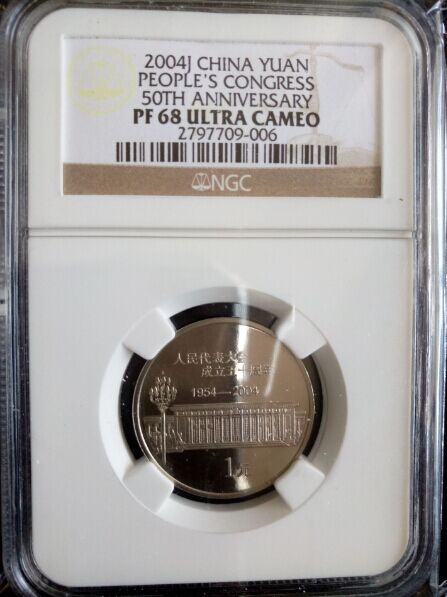 2004J CHINA YUAN
PEOPLE'S CONGRESS
50TH ANNIVERSARY
PF 68 ULTRA CAMEO
2797709-006
NGC
人民代表大会
成立五十周年
1954—2004
1元